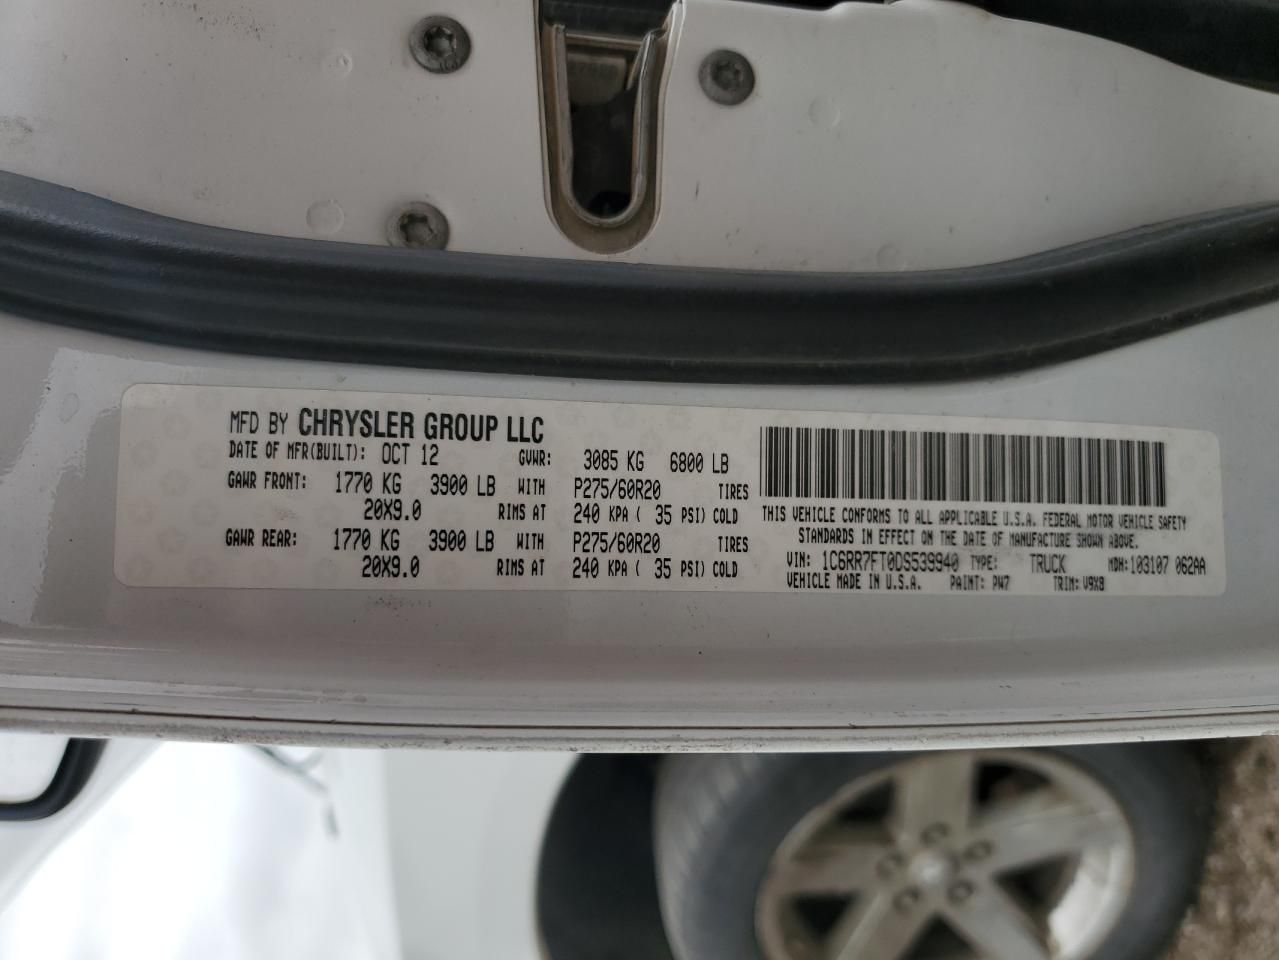 MFD BY CHRYSLER GROUP LLC
DATE OF MFR(BUILT): OCT 12 GVWR: 3085 KG 6800 LB
GAWR FRONT: 1770 KG 3900 LB WITH P275/60R20 TIRES
20X9.0 RIMS AT 240 KPA ( 35 PSI) COLD
GAWR REAR: 1770 KG 3900 LB WITH P275/60R20 TIRES
20X9.0 RIMS AT 240 KPA ( 35 PSI) COLD
THIS VEHICLE CONFORMS TO ALL APPLICABLE U.S.A. FEDERAL MOTOR VEHICLE SAFETY
STANDARDS IN EFFECT ON THE DATE OF MANUFACTURE SHOWN ABOVE.
VIN: 1C6RR7FT0DS539940 TYPE: TRUCK MDH: 103107 062AA
VEHICLE MADE IN U.S.A. PAINT: PW7 TRIM: V9X8